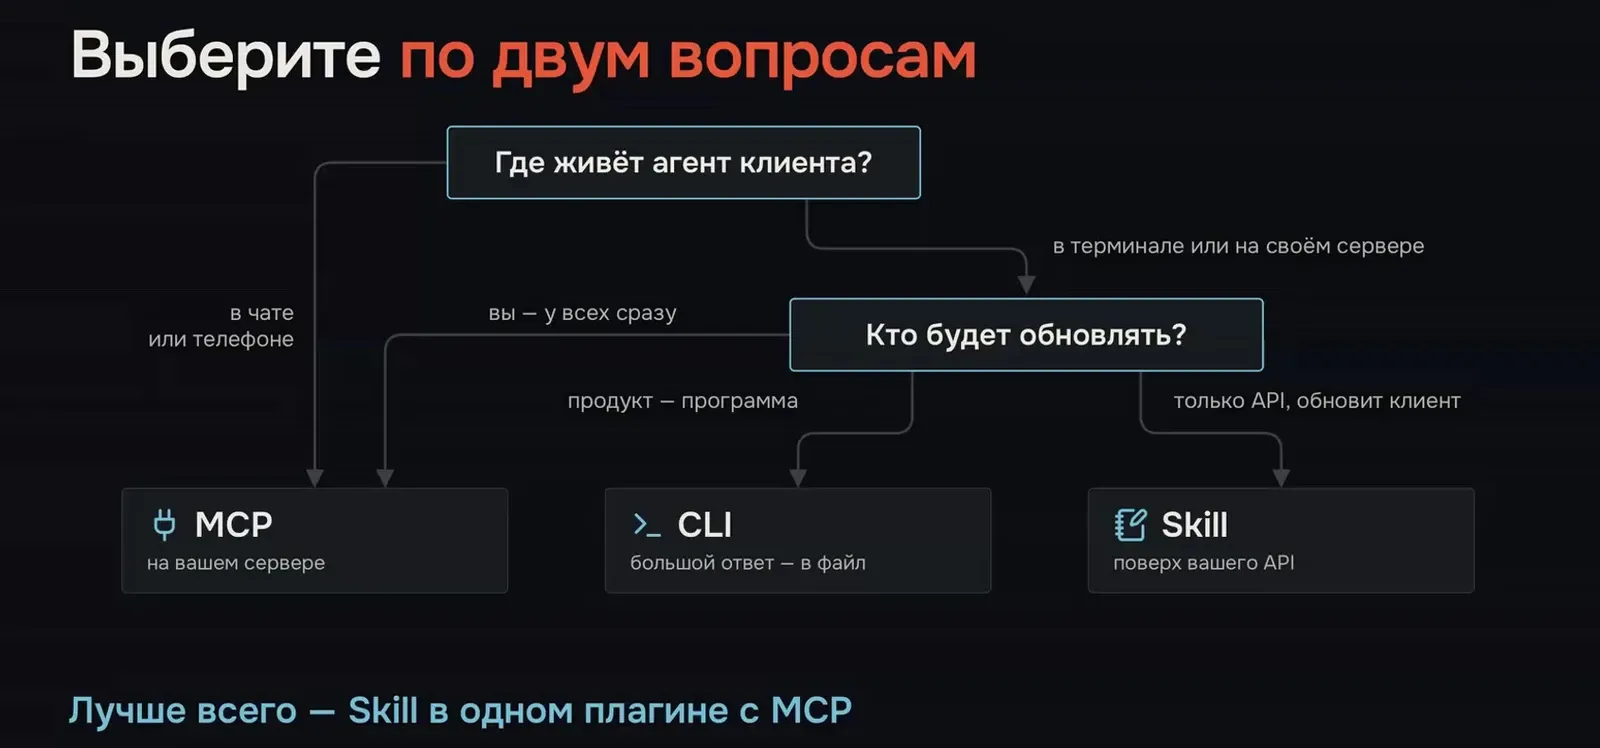 Выберите по двум вопросам
Где живёт агент клиента?
в терминале или на своём сервере
в чате
или телефоне
вы — у всех сразу
Кто будет обновлять?
продукт — программа
только API, обновит клиент
MCP
на вашем сервере
CLI
большой ответ — в файл
Skill
поверх вашего API
Лучше всего — Skill в одном плагине с MCP